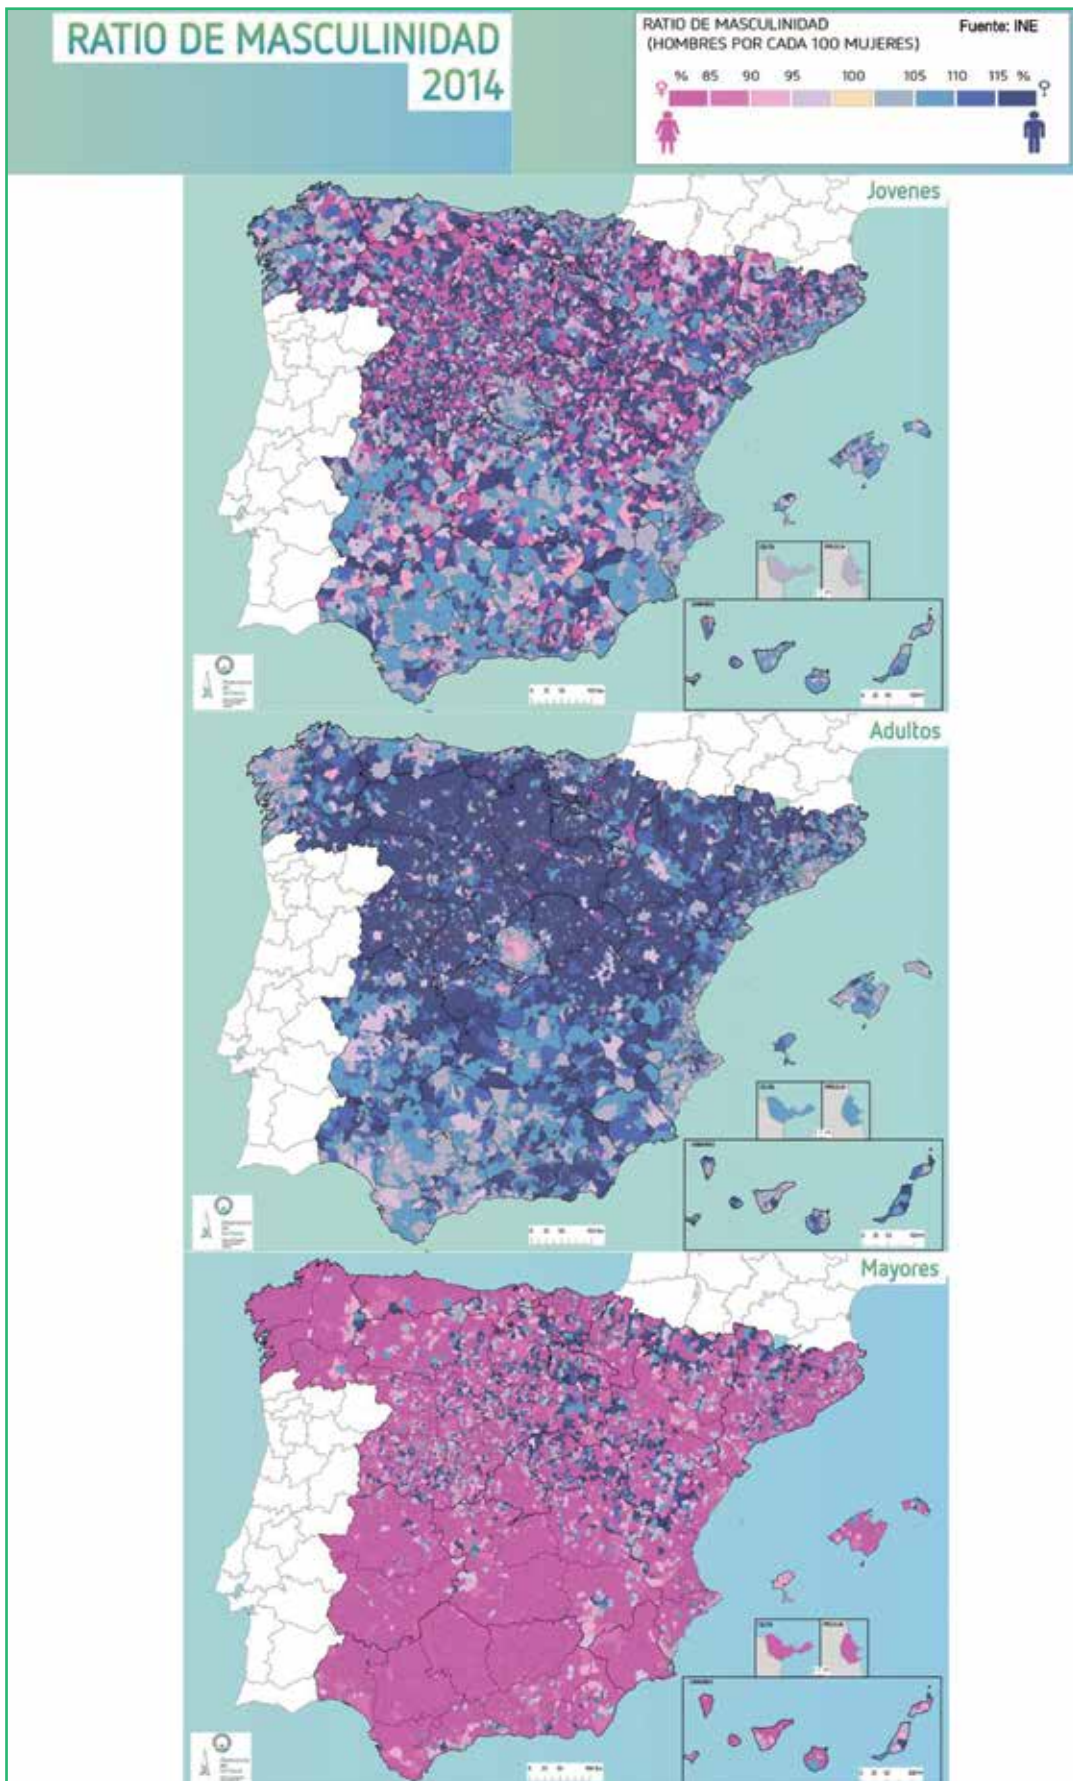 RATIO DE MASCULINIDAD
2014
RATIO DE MASCULINIDAD
(HOMBRES POR CADA 100 MUJERES)
Fuente: INE
% 85 90 95 100 105 110 115 %
Jovenes
Adultos
Mayores